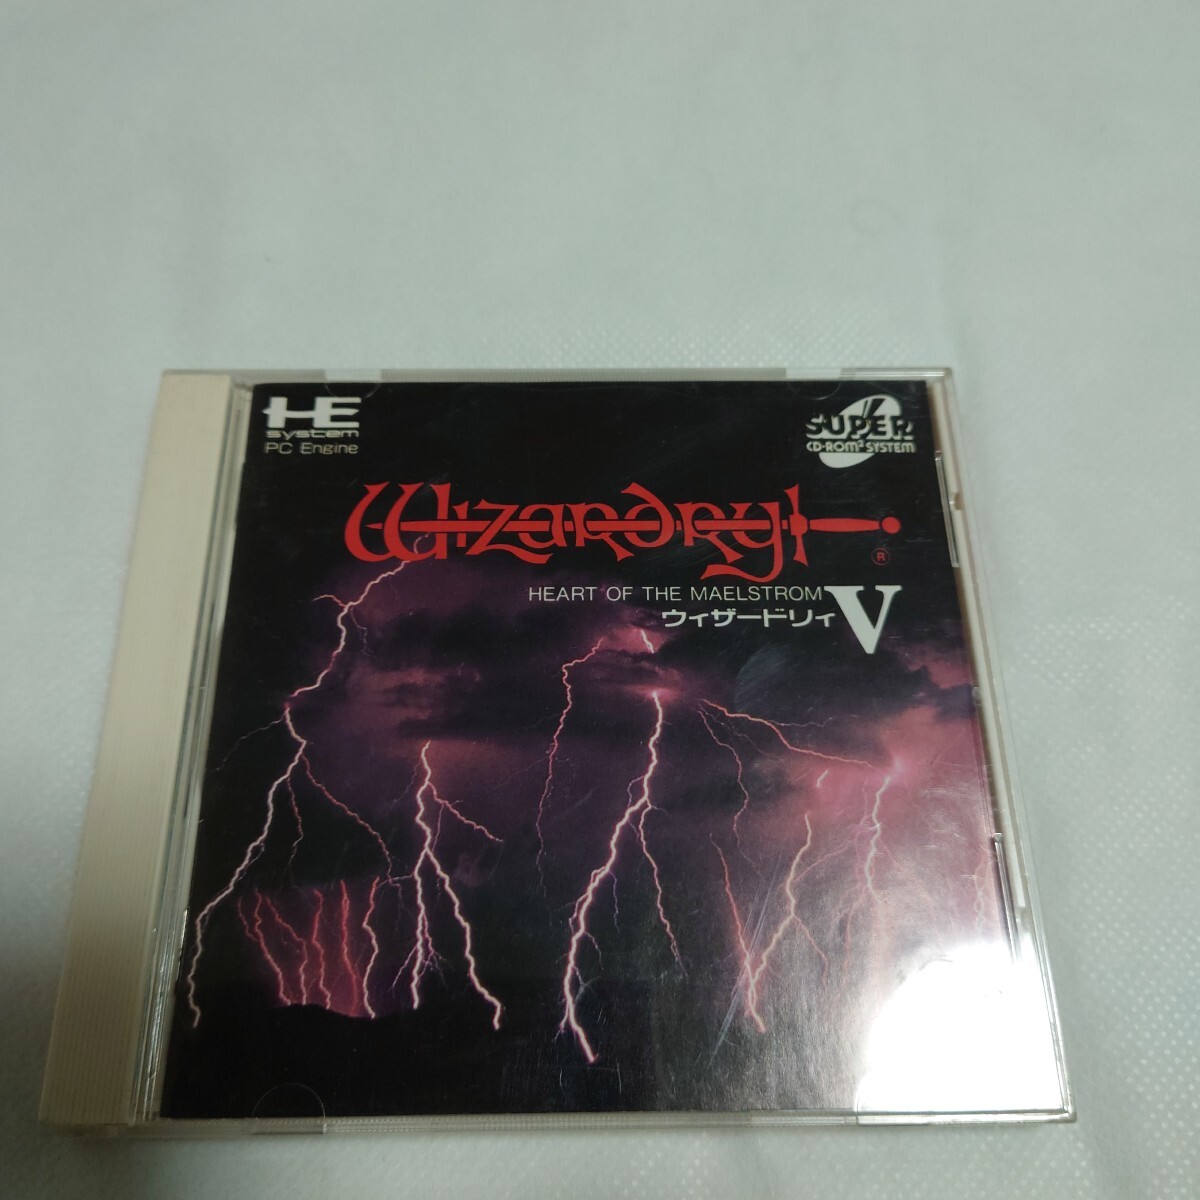 HE
system
PC Engine
SUPER
CD-ROM² SYSTEM
Wizardry
®
HEART OF THE MAELSTROM
ウィザードリィ
V